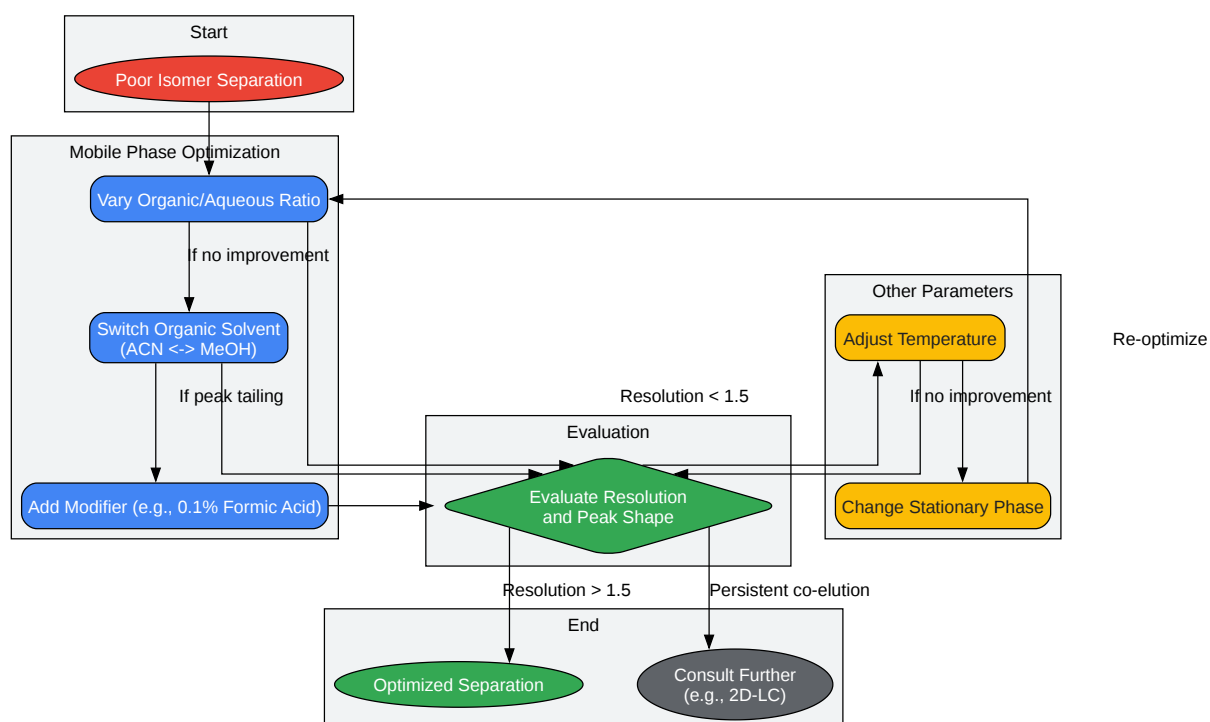 Start
Poor Isomer Separation
Mobile Phase Optimization
Vary Organic/Aqueous Ratio
If no improvement
Other Parameters
Switch Organic Solvent
(ACN <-> MeOH)
Adjust Temperature
Re-optimize
If peak tailing
Resolution < 1.5
If no improvement
Evaluation
Add Modifier (e.g., 0.1% Formic Acid)
Evaluate Resolution
and Peak Shape
Change Stationary Phase
Resolution > 1.5
Persistent co-elution
End
Optimized Separation
Consult Further
(e.g., 2D-LC)